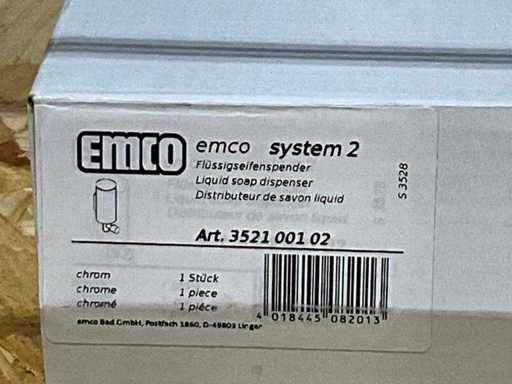 EMCO emco system 2
Flüssigseifenspender
Liquid soap dispenser
Distributeur de savon liquid
S 3528
Art. 3521 001 02
chrom 1 Stück
chrome 1 piece
chromé 1 pièce
4 018445 082013
emco Bad GmbH, Postfach 1860, D-49803 Lingen